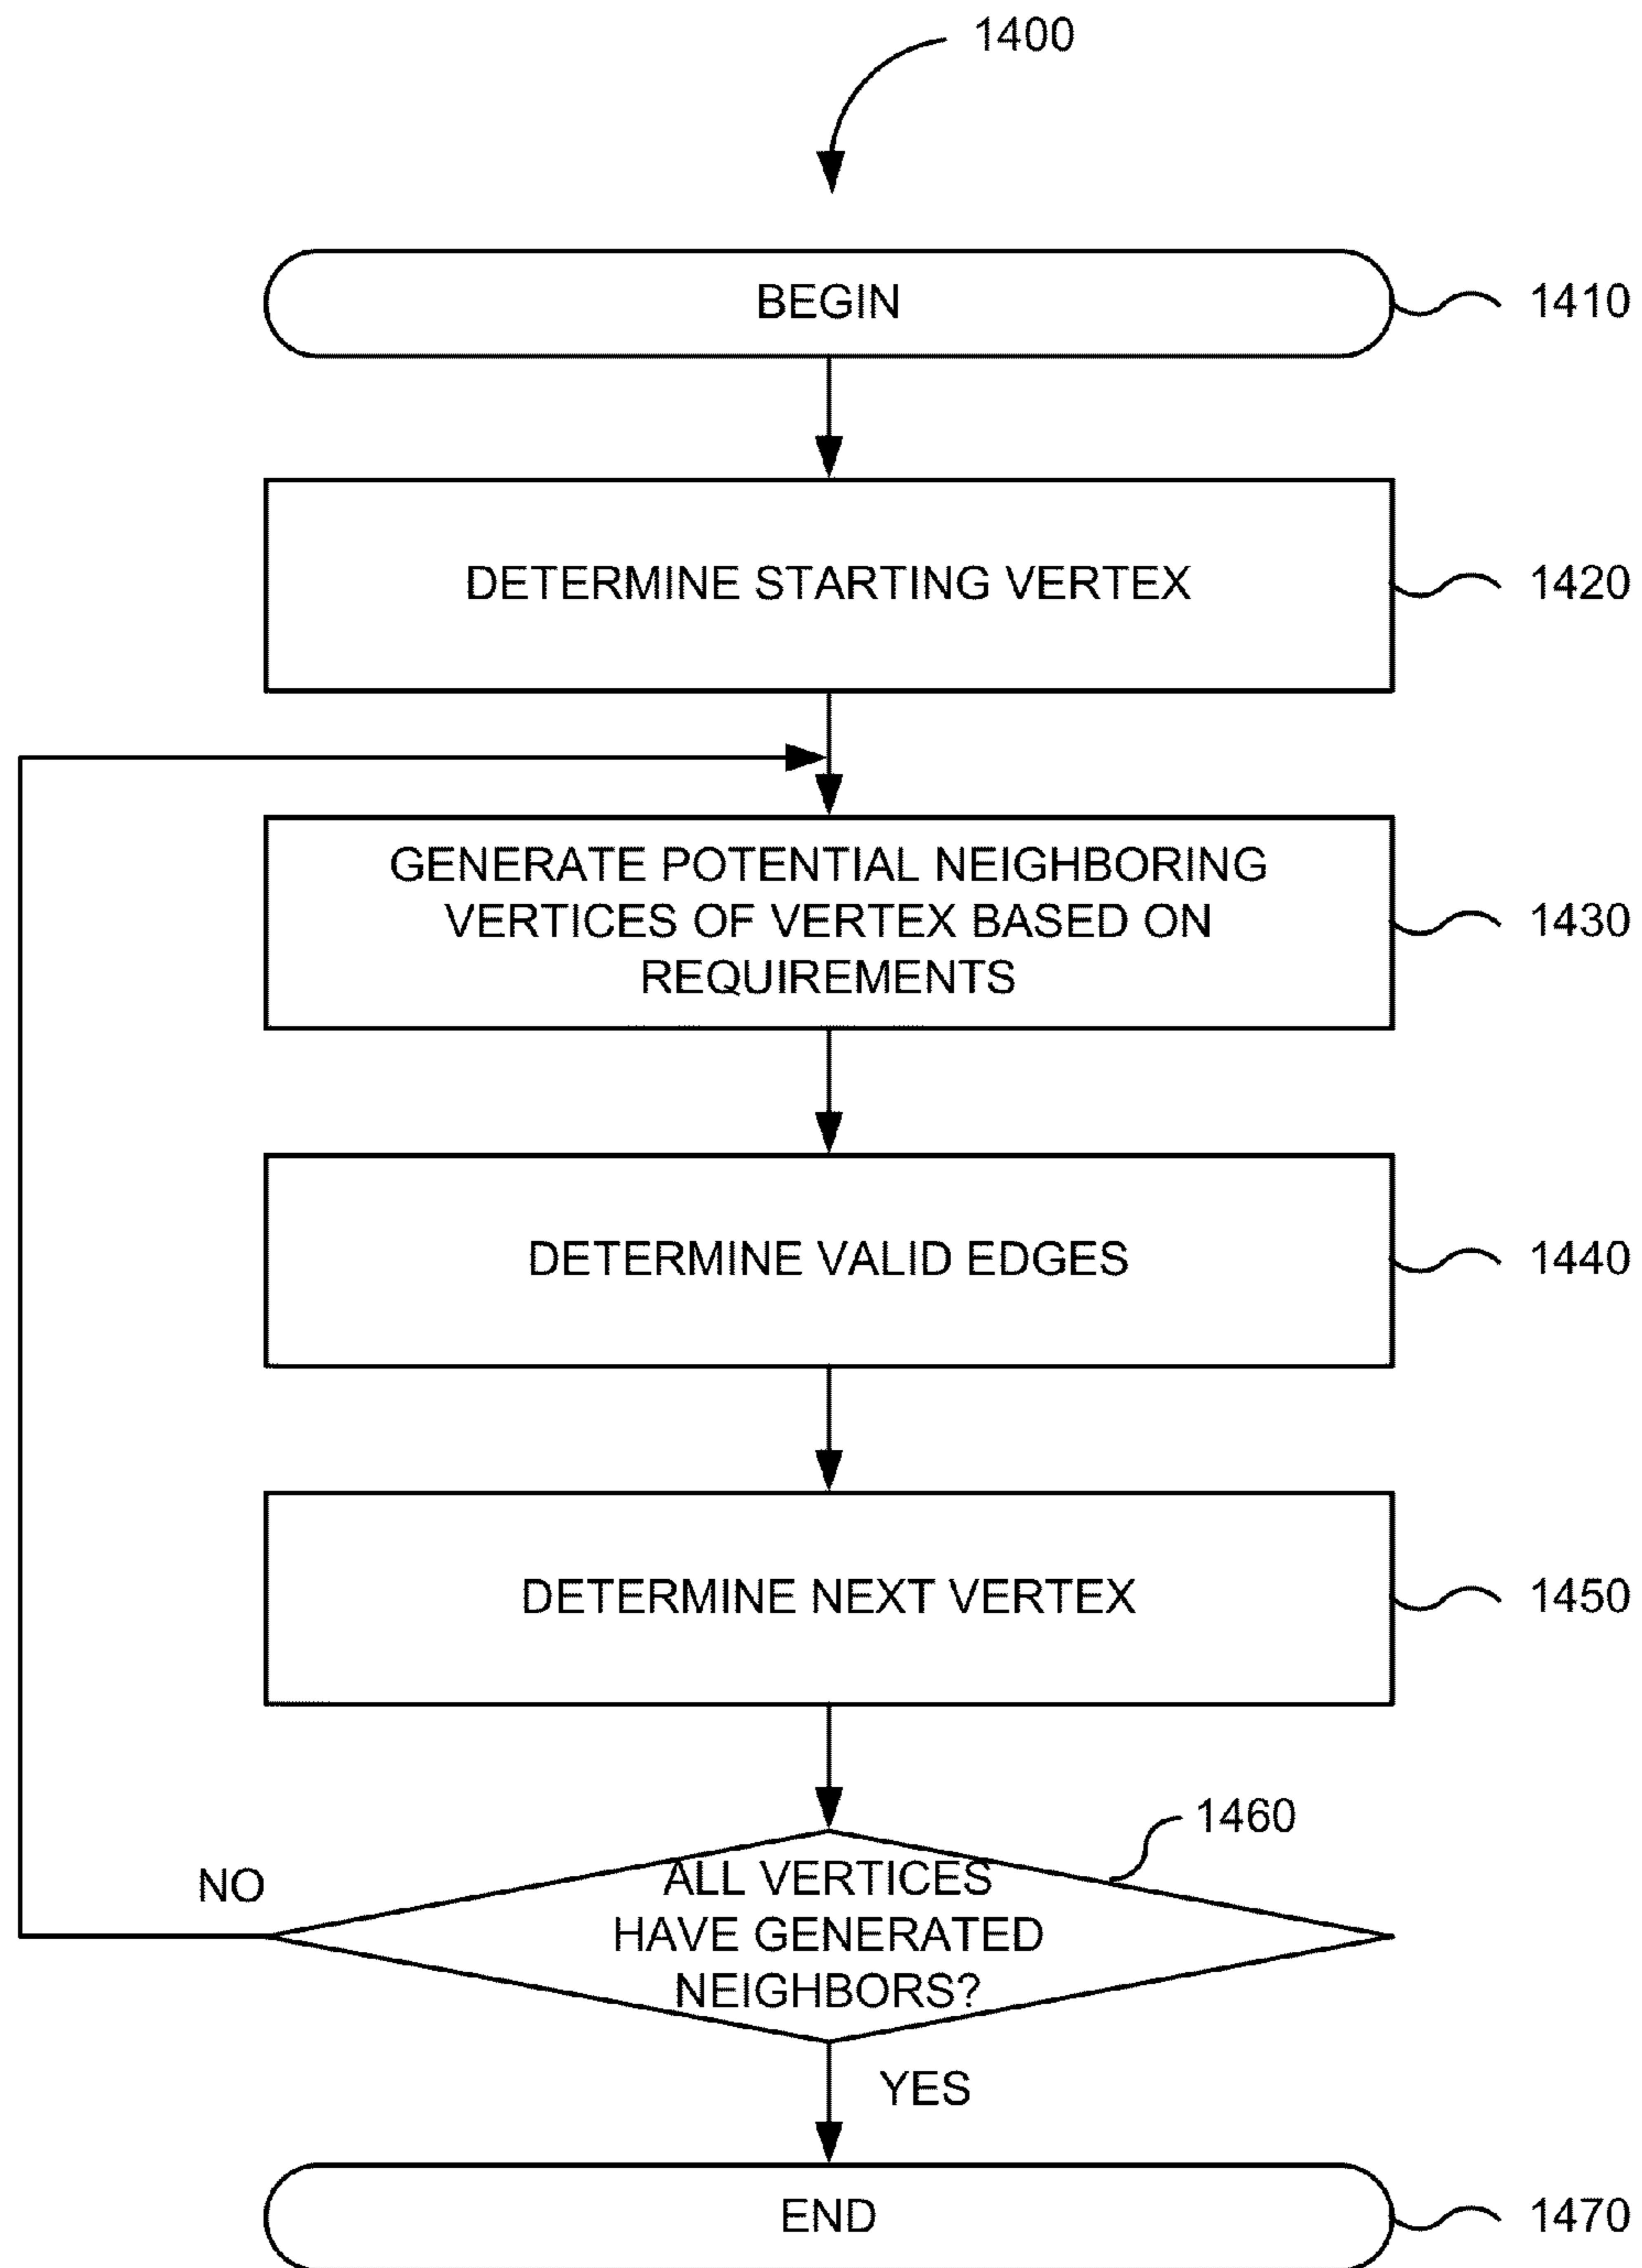 1400
BEGIN
1410
DETERMINE STARTING VERTEX
1420
GENERATE POTENTIAL NEIGHBORING
VERTICES OF VERTEX BASED ON
REQUIREMENTS
1430
DETERMINE VALID EDGES
1440
DETERMINE NEXT VERTEX
1450
1460
ALL VERTICES
HAVE GENERATED
NEIGHBORS?
NO
YES
END
1470